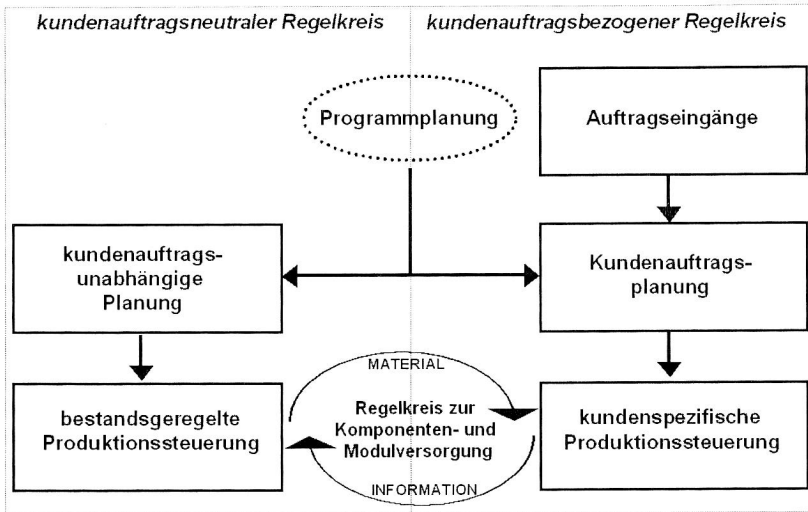 kundenauftragsneutraler Regelkreis
kundenauftragsbezogener Regelkreis
Programmplanung
Auftragseingänge
kundenauftrags-
unabhängige
Planung
Kundenauftrags-
planung
MATERIAL
bestandsgeregelte
Produktionssteuerung
Regelkreis zur
Komponenten- und
Modulversorgung
kundenspezifische
Produktionssteuerung
INFORMATION